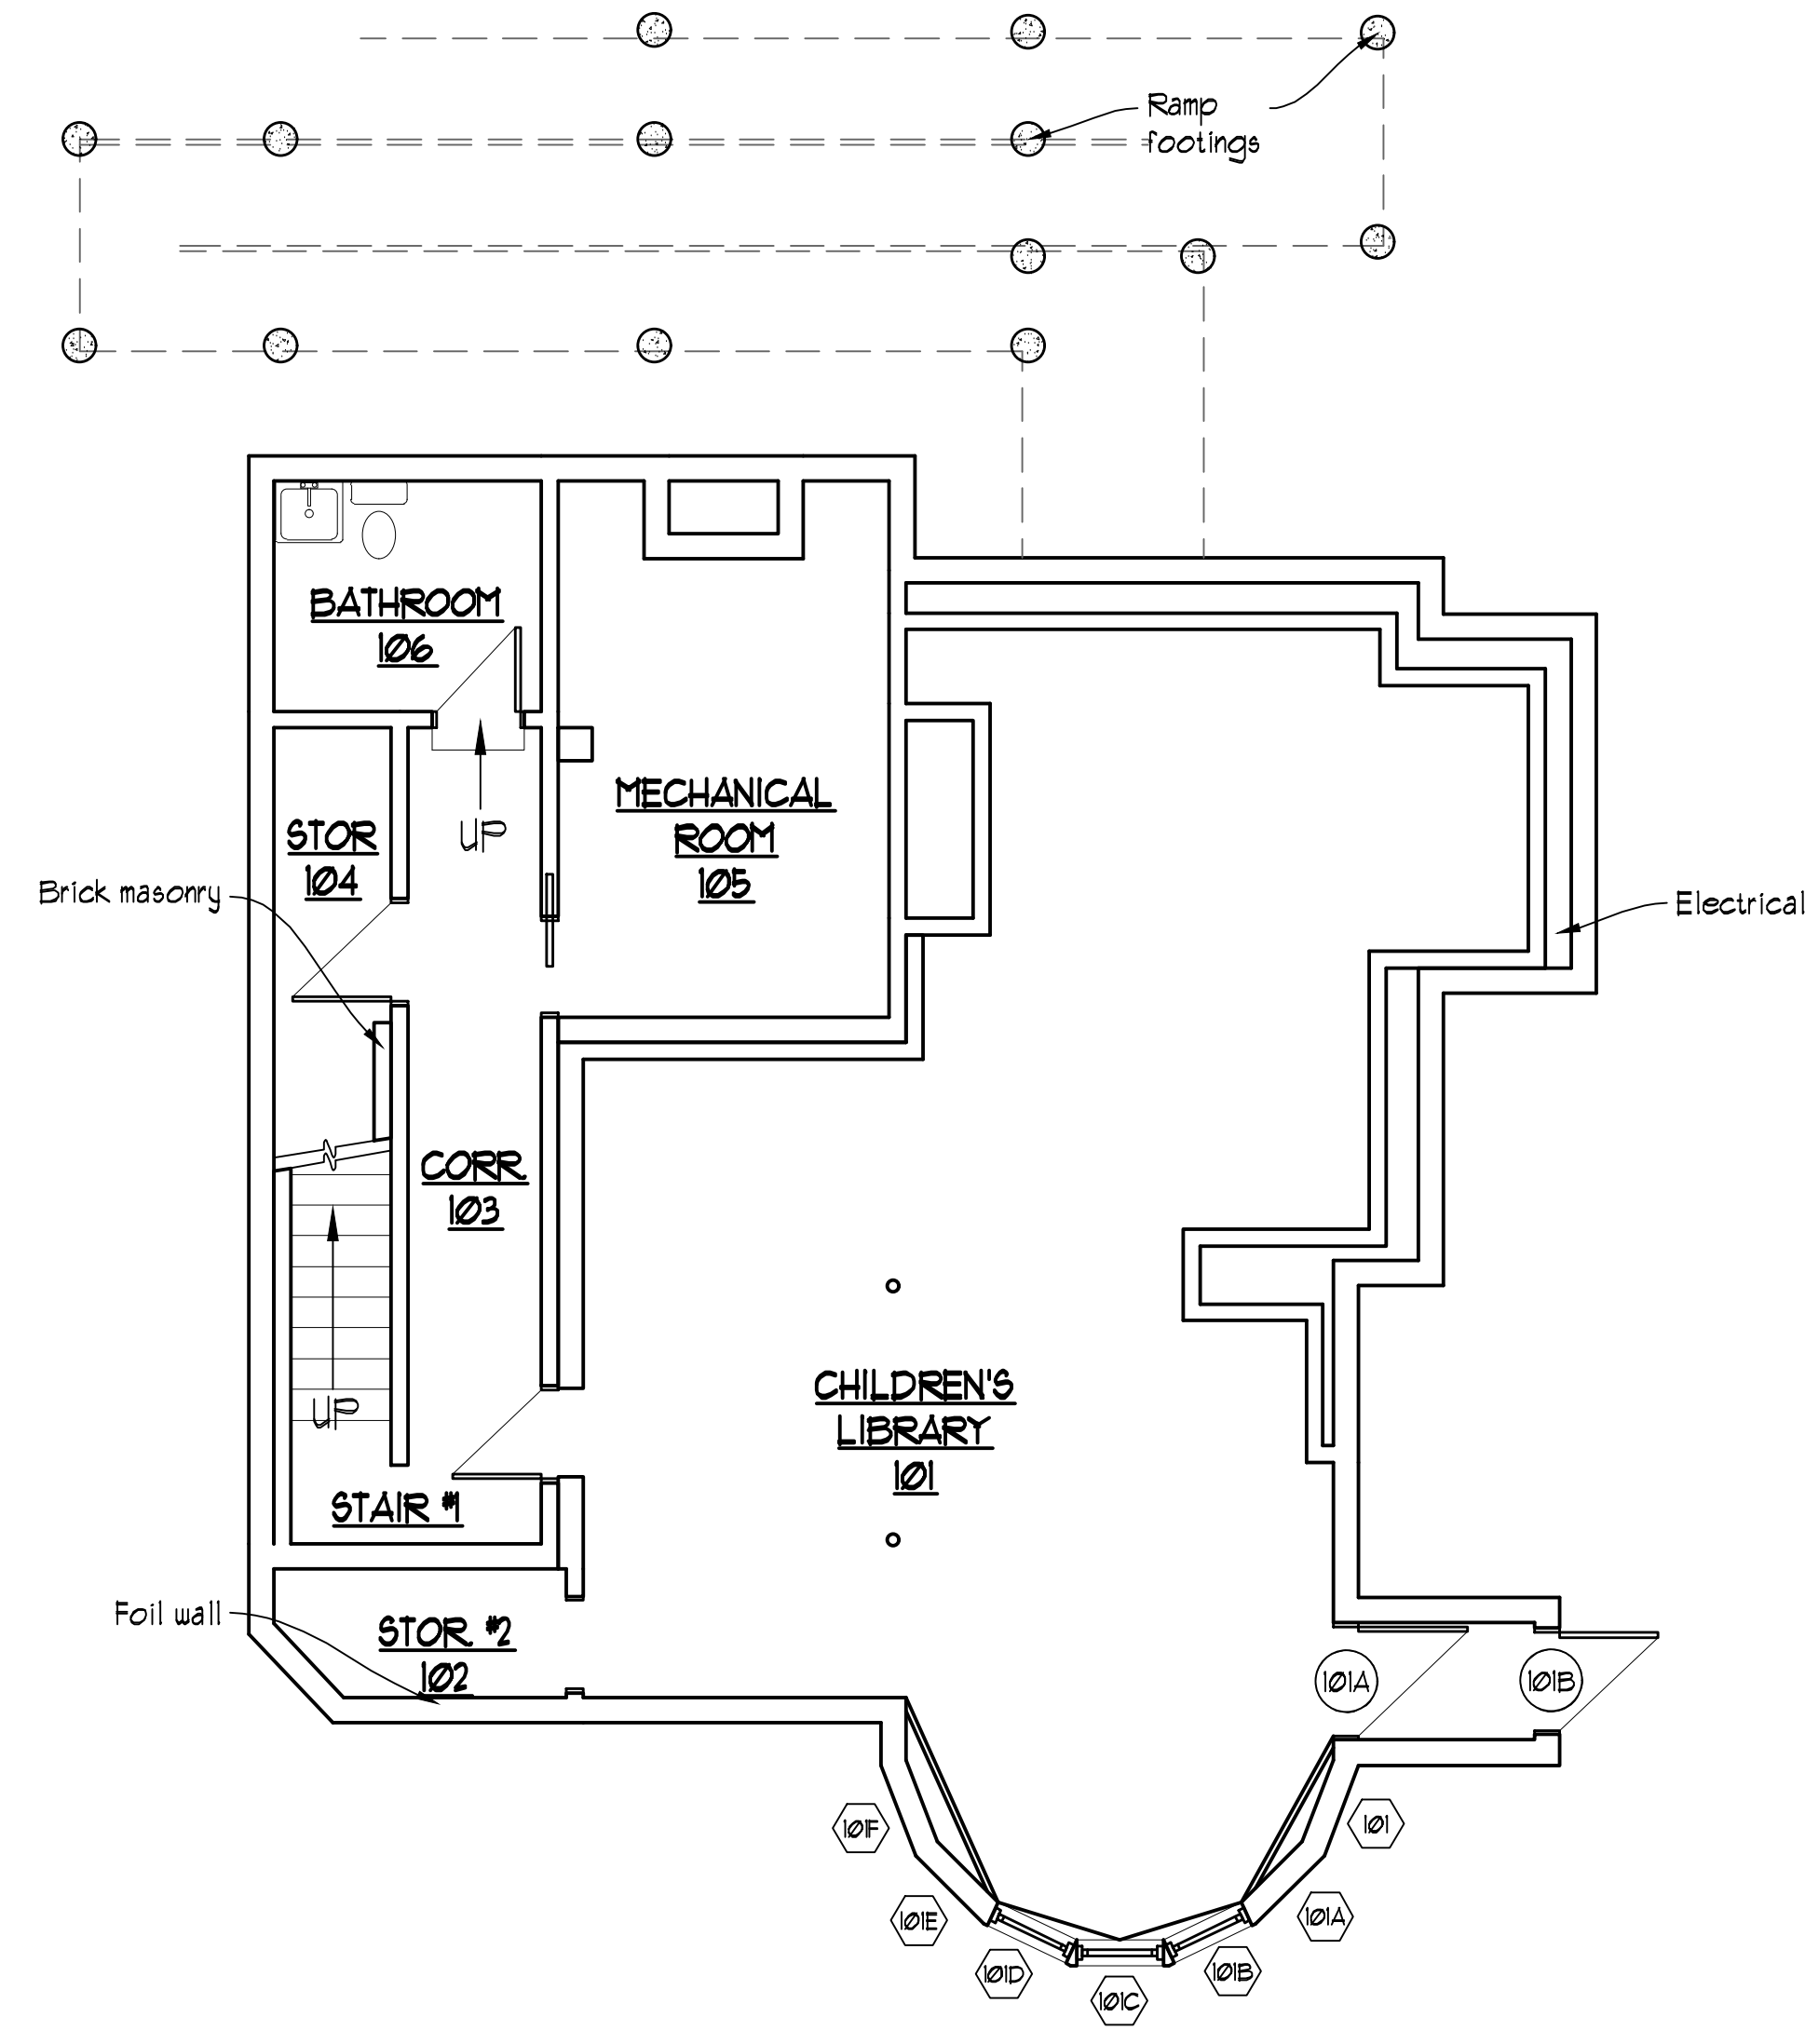 Ramp
footings
BATHROOM
106
UP
MECHANICAL
ROOM
105
STOR
104
Brick masonry
Electrical
CORR.
103
UP
CHILDREN'S
LIBRARY
101
STAIR #1
Foil wall
STOR. #2
102
101A
101B
101F
101
101E
101A
101D
101B
101C